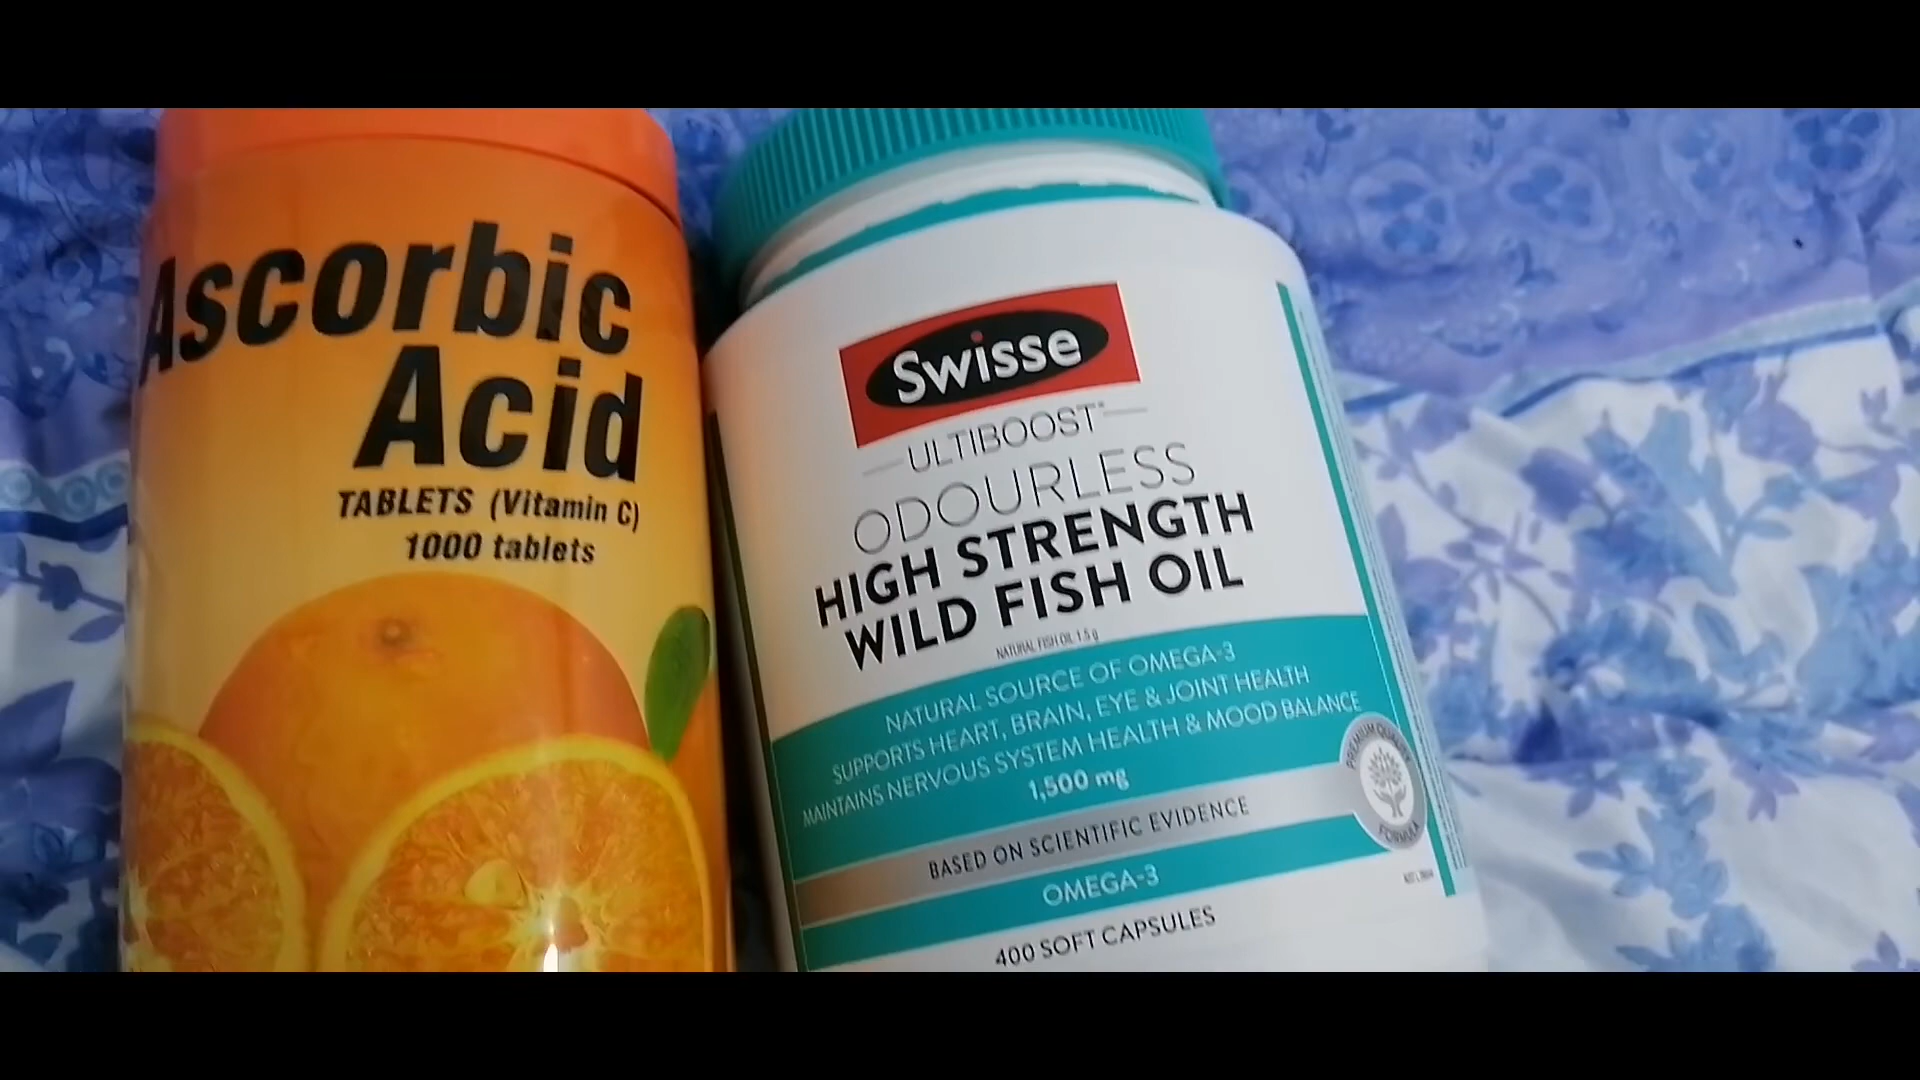 Ascorbic
Acid
TABLETS (Vitamin C)
1000 tablets
Swisse
ULTIBOOST
ODOURLESS
HIGH STRENGTH
WILD FISH OIL
NATURAL FISH OIL 1.5 g
NATURAL SOURCE OF OMEGA-3
SUPPORTS HEART, BRAIN, EYE & JOINT HEALTH
MAINTAINS NERVOUS SYSTEM HEALTH & MOOD BALANCE
1,500 mg
PREMIUM QUALITY
FORMULA
BASED ON SCIENTIFIC EVIDENCE
OMEGA-3
400 SOFT CAPSULES